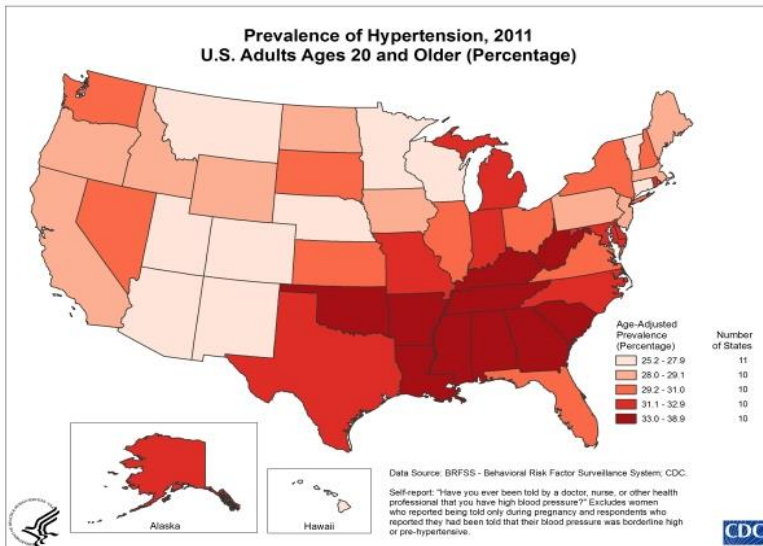 Prevalence of Hypertension, 2011
U.S. Adults Ages 20 and Older (Percentage)
Age-Adjusted
Prevalence
(Percentage)
Number
of States
25.2 - 27.9 11
28.0 - 29.1 10
29.2 - 31.0 10
31.1 - 32.9 10
33.0 - 38.9 10
Alaska
Hawaii
Data Source: BRFSS - Behavioral Risk Factor Surveillance System; CDC.
Self-report: "Have you ever been told by a doctor, nurse, or other health
professional that you have high blood pressure?" Excludes women
who reported being told only during pregnancy and respondents who
reported they had been told that their blood pressure was borderline high
or pre-hypertensive.
CDC